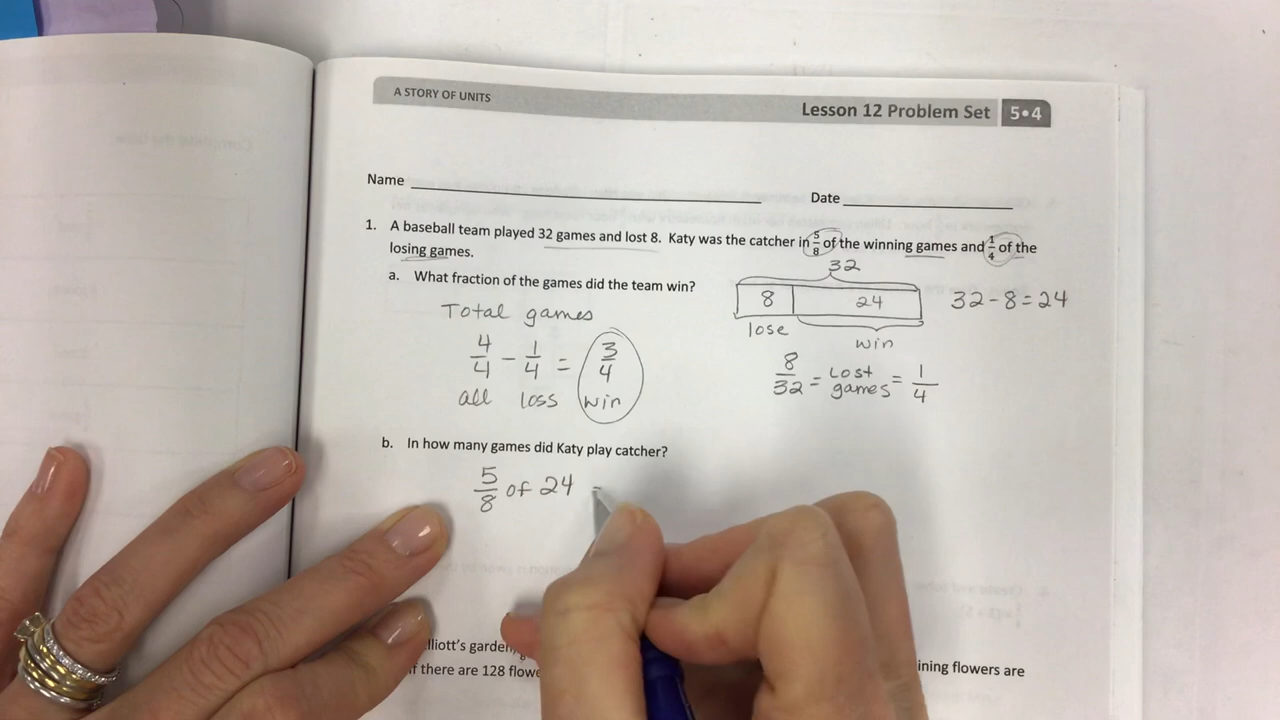 A STORY OF UNITS
Lesson 12 Problem Set 5•4
Name
Date
1. A baseball team played 32 games and lost 8. Katy was the catcher in 5/8 of the winning games and 1/4 of the
losing games.
a. What fraction of the games did the team win?
32
8 24
32 - 8 = 24
lose
win
Total games
4/4 - 1/4 = 3/4
all loss win
8/32 = Lost games = 1/4
b. In how many games did Katy play catcher?
5/8 of 24
lliott's garden,
f there are 128 flowe
ining flowers are